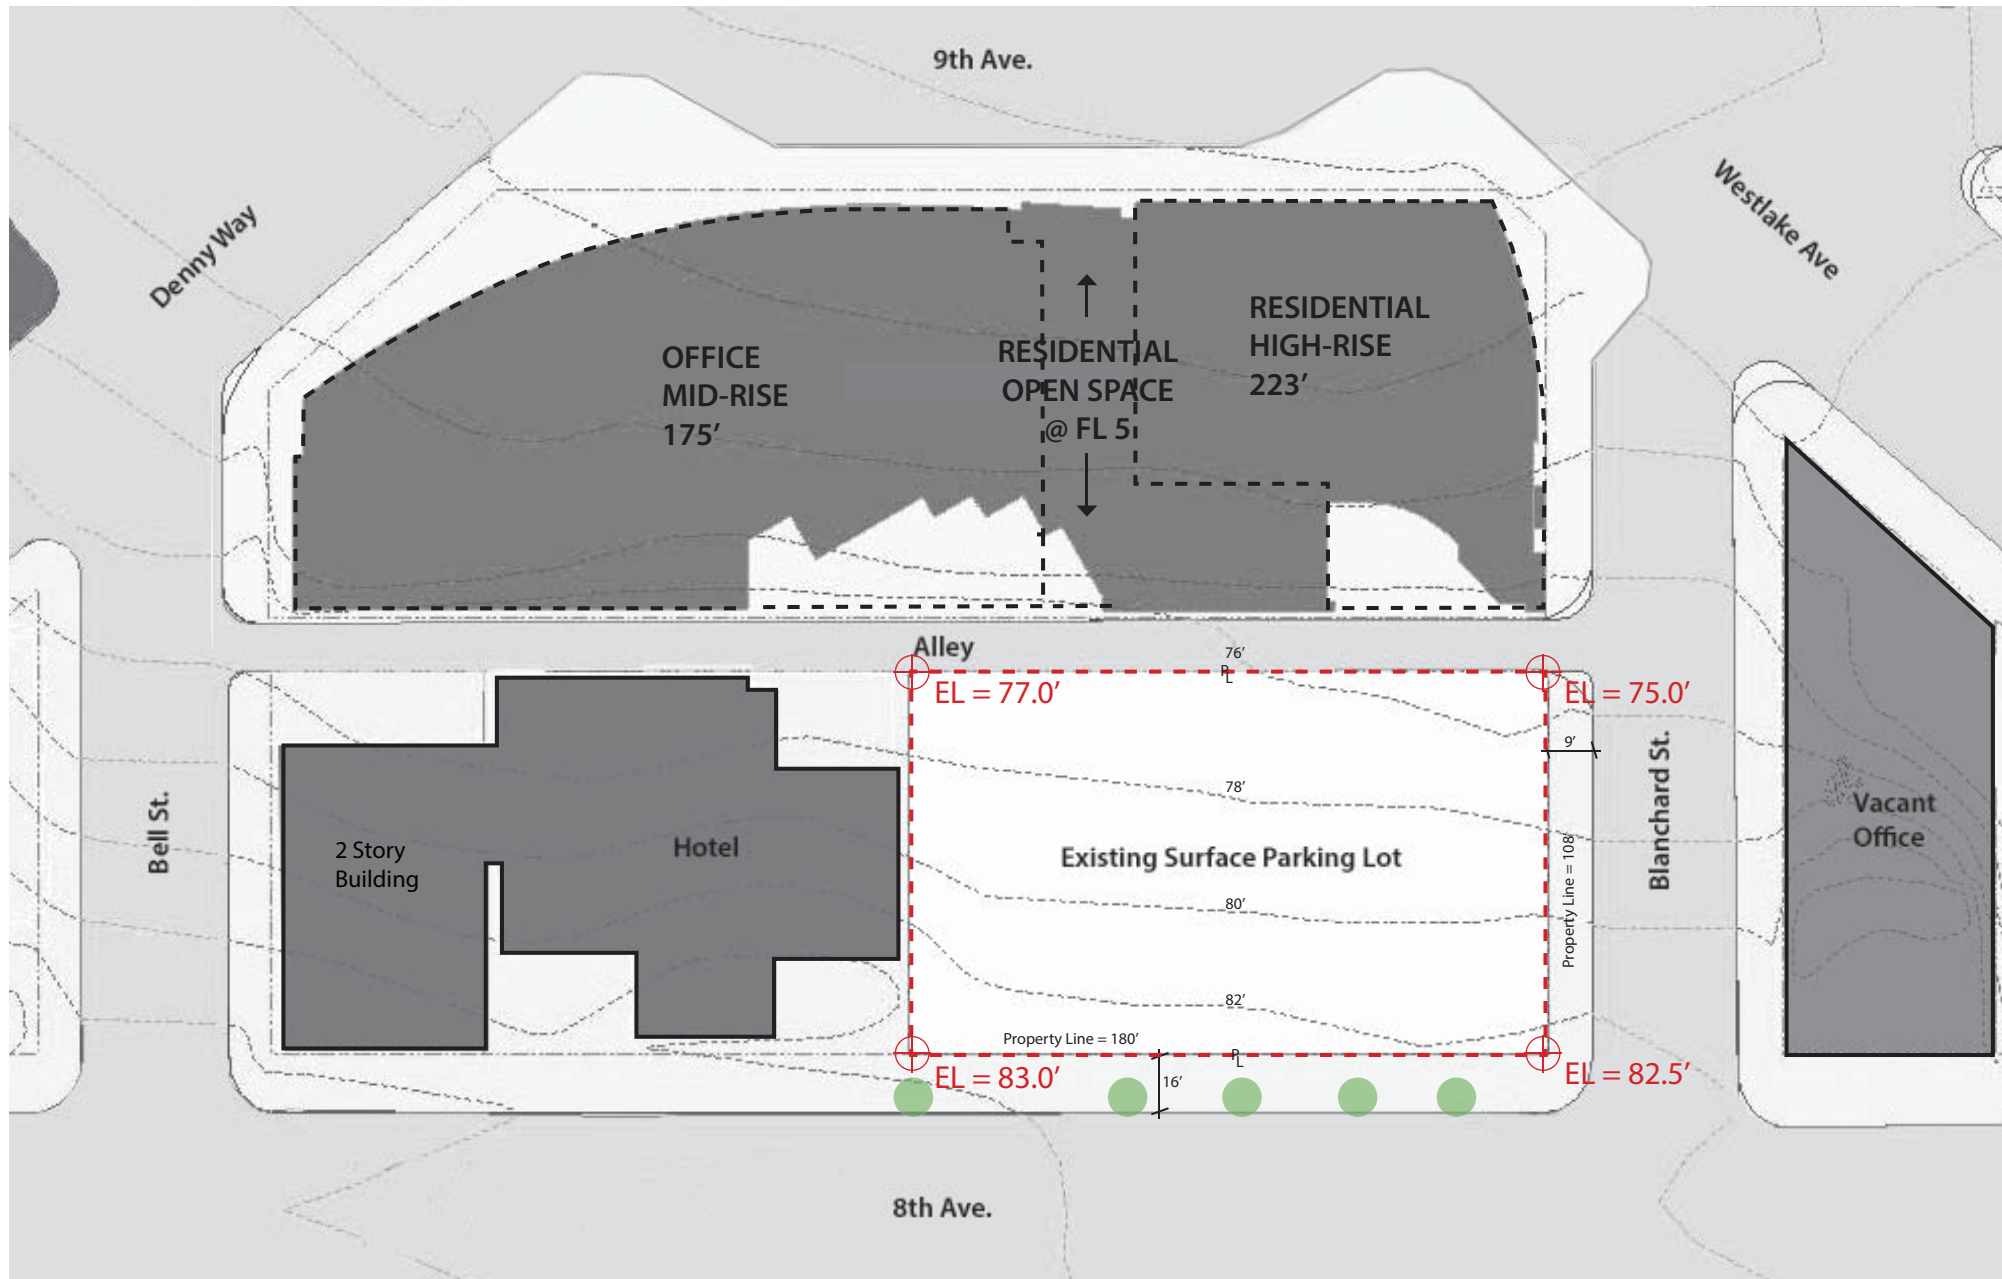 9th Ave.
Denny Way
Westlake Ave
OFFICE
MID-RISE
175’
RESIDENTIAL
OPEN SPACE
@ FL 5
RESIDENTIAL
HIGH-RISE
223’
Alley
76’
PL
EL = 77.0’
EL = 75.0’
9’
78’
Bell St.
2 Story
Building
Hotel
Existing Surface Parking Lot
Property Line = 108’
Blanchard St.
Vacant
Office
80’
82’
Property Line = 180’
PL
EL = 83.0’
16’
EL = 82.5’
8th Ave.